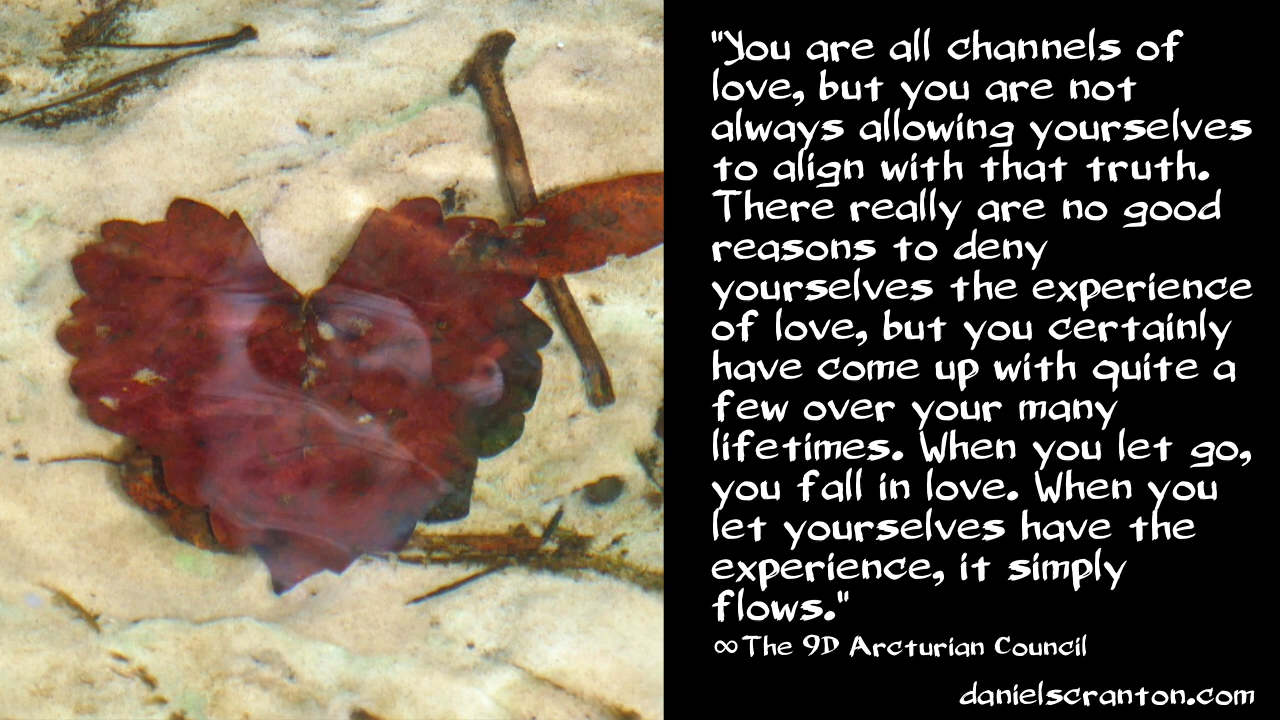 "You are all channels of
love, but you are not
always allowing yourselves
to align with that truth.
There really are no good
reasons to deny
yourselves the experience
of love, but you certainly
have come up with quite a
few over your many
lifetimes. When you let go,
you fall in love. When you
let yourselves have the
experience, it simply
flows."
∞The 9D Arcturian Council
danielscranton.com